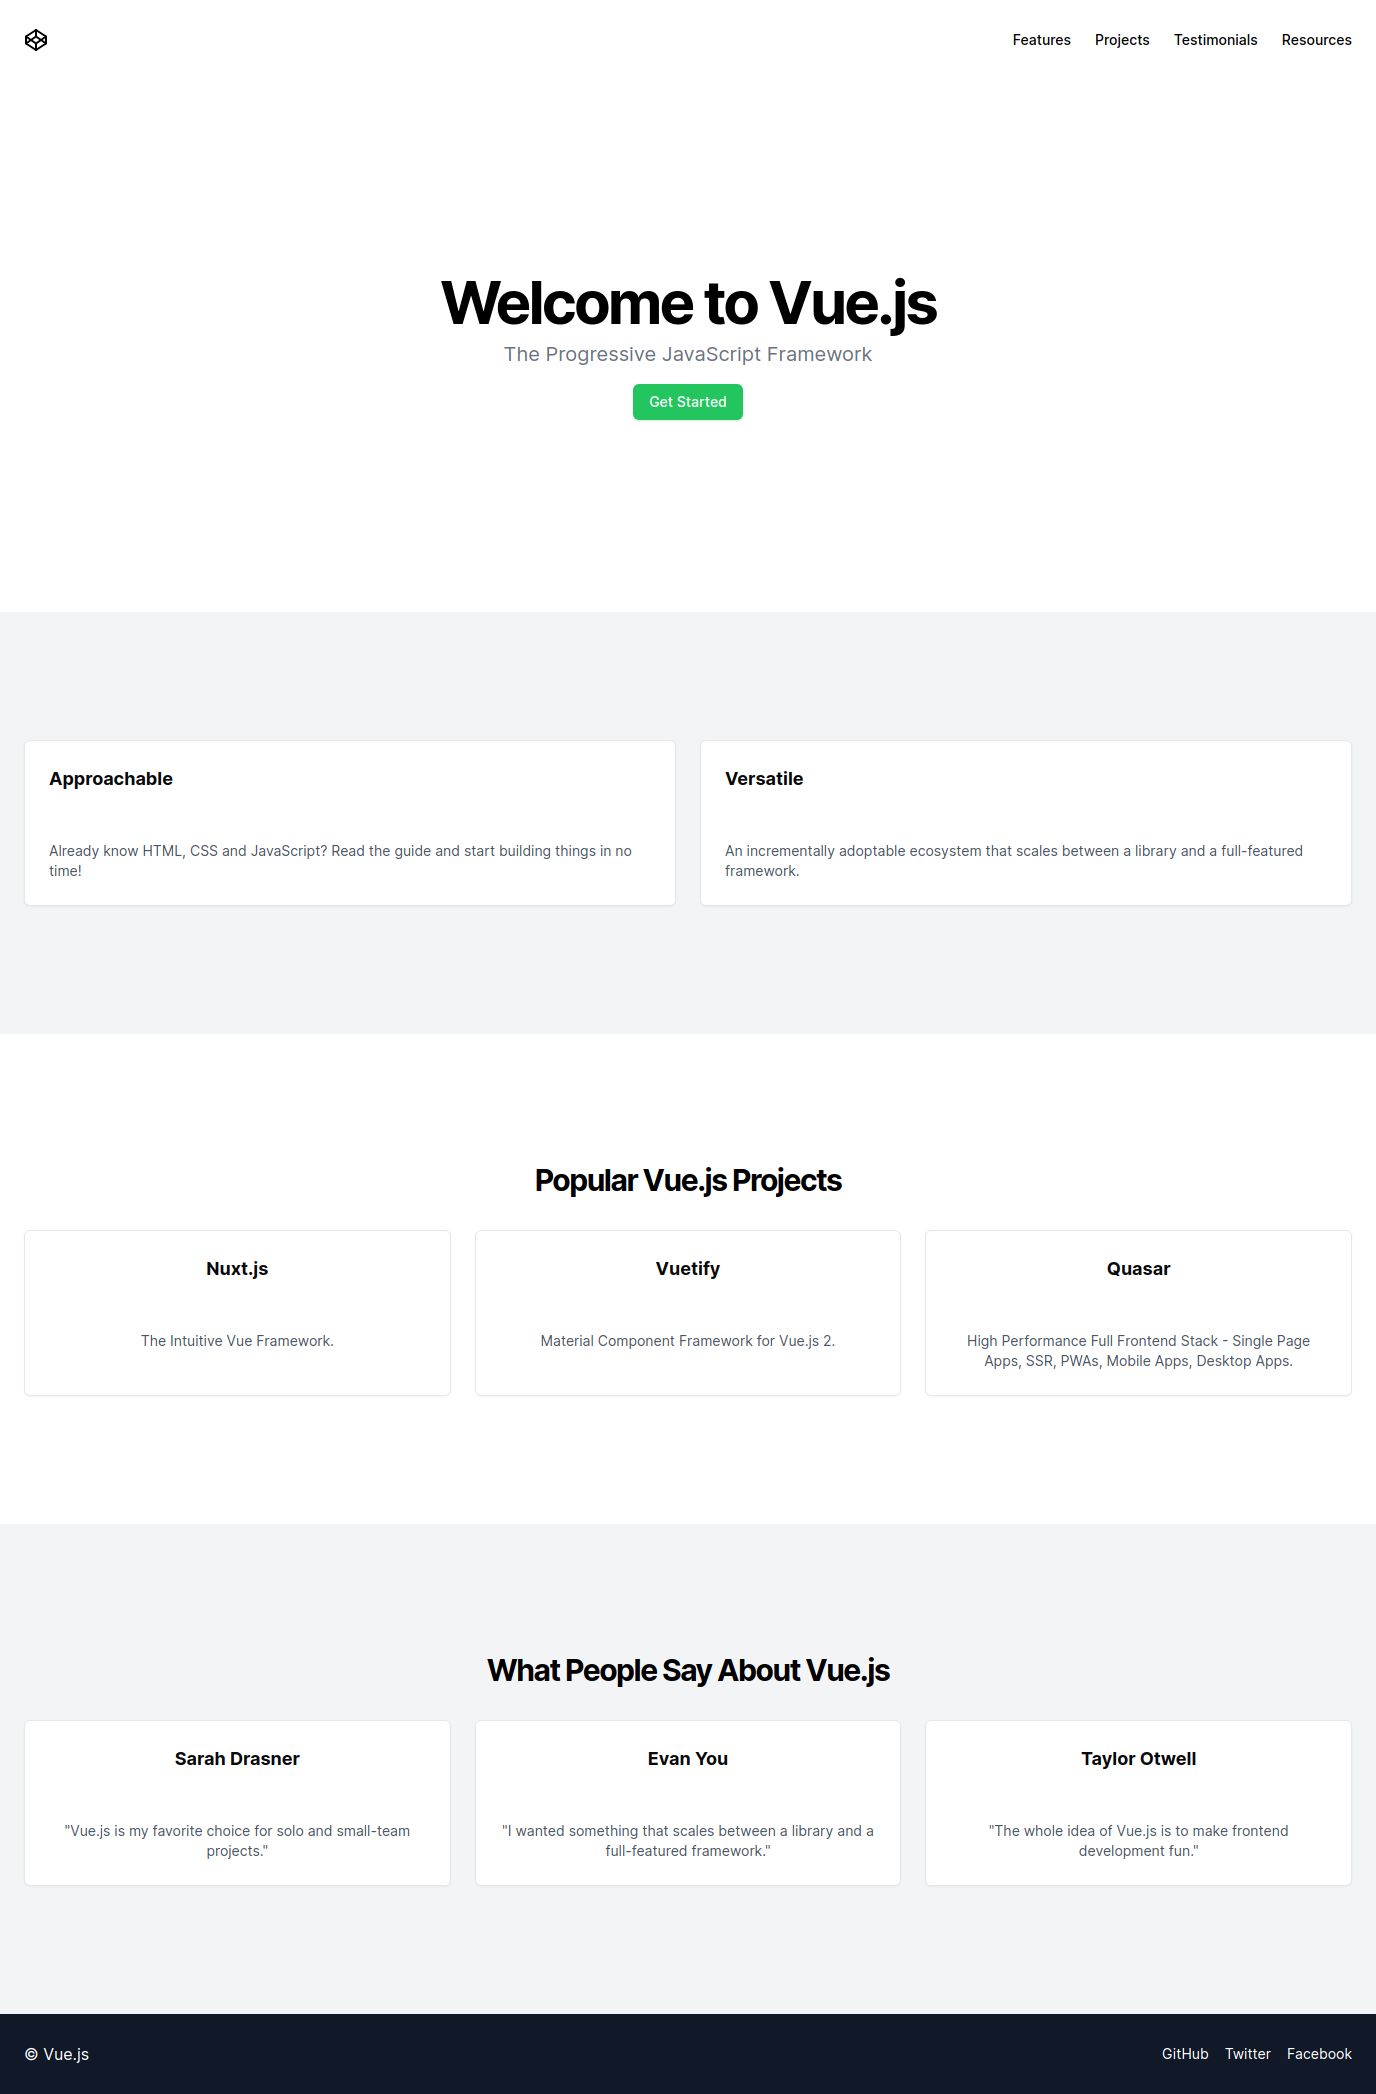 Features Projects Testimonials Resources
Welcome to Vue.js
The Progressive JavaScript Framework
Get Started
Approachable
Already know HTML, CSS and JavaScript? Read the guide and start building things in no
time!
Versatile
An incrementally adoptable ecosystem that scales between a library and a full-featured
framework.
Popular Vue.js Projects
Nuxt.js
The Intuitive Vue Framework.
Vuetify
Material Component Framework for Vue.js 2.
Quasar
High Performance Full Frontend Stack - Single Page
Apps, SSR, PWAs, Mobile Apps, Desktop Apps.
What People Say About Vue.js
Sarah Drasner
"Vue.js is my favorite choice for solo and small-team
projects."
Evan You
"I wanted something that scales between a library and a
full-featured framework."
Taylor Otwell
"The whole idea of Vue.js is to make frontend
development fun."
© Vue.js
GitHub Twitter Facebook